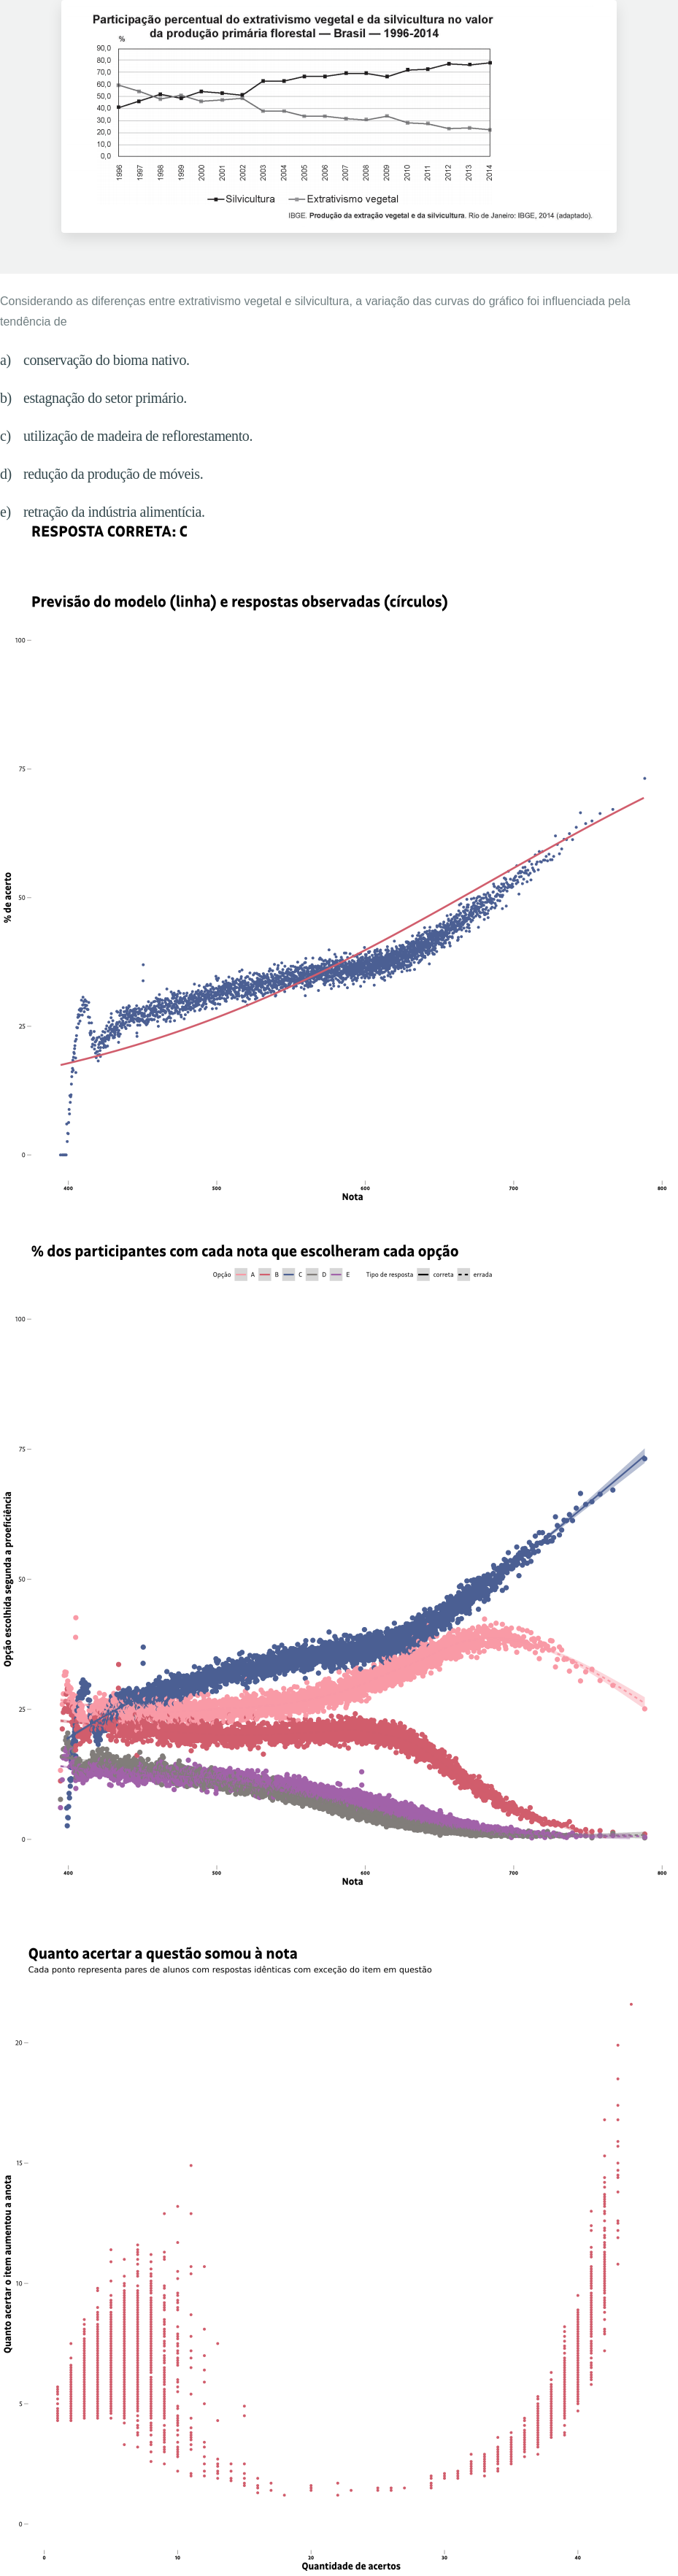 Participação percentual do extrativismo vegetal e da silvicultura no valor
da produção primária florestal — Brasil — 1996-2014
%
90,0
80,0
70,0
60,0
50,0
40,0
30,0
20,0
10,0
0,0
1996 1997 1998 1999 2000 2001 2002 2003 2004 2005 2006 2007 2008 2009 2010 2011 2012 2013 2014
Silvicultura Extrativismo vegetal
IBGE. Produção da extração vegetal e da silvicultura. Rio de Janeiro: IBGE, 2014 (adaptado).
Considerando as diferenças entre extrativismo vegetal e silvicultura, a variação das curvas do gráfico foi influenciada pela
tendência de
a) conservação do bioma nativo.
b) estagnação do setor primário.
c) utilização de madeira de reflorestamento.
d) redução da produção de móveis.
e) retração da indústria alimentícia.
RESPOSTA CORRETA: C
Previsão do modelo (linha) e respostas observadas (círculos)
100
75
50
25
0
% de acerto
400 500 600 700 800
Nota
% dos participantes com cada nota que escolheram cada opção
Opção A B C D E Tipo de resposta correta errada
100
75
50
25
0
Opção escolhida segunda a proeficiência
400 500 600 700 800
Nota
Quanto acertar a questão somou à nota
Cada ponto representa pares de alunos com respostas idênticas com exceção do item em questão
20
15
10
5
0
Quanto acertar o item aumentou a anota
0 10 20 30 40
Quantidade de acertos